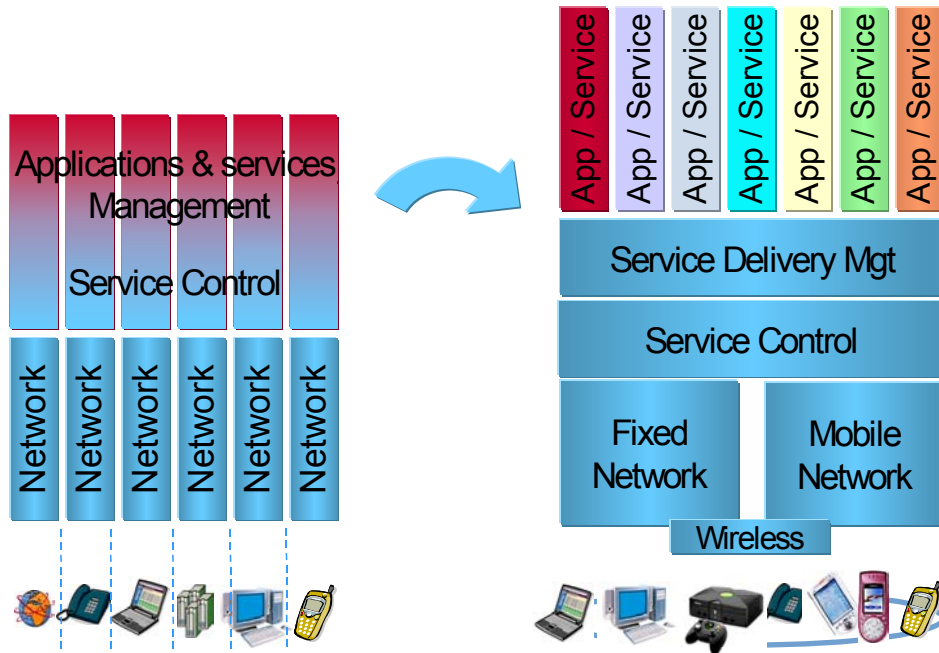 Applications & services
Management
Service Control
Network
Network
Network
Network
Network
Network
App / Service
App / Service
App / Service
App / Service
App / Service
App / Service
App / Service
Service Delivery Mgt
Service Control
Fixed
Network
Mobile
Network
Wireless